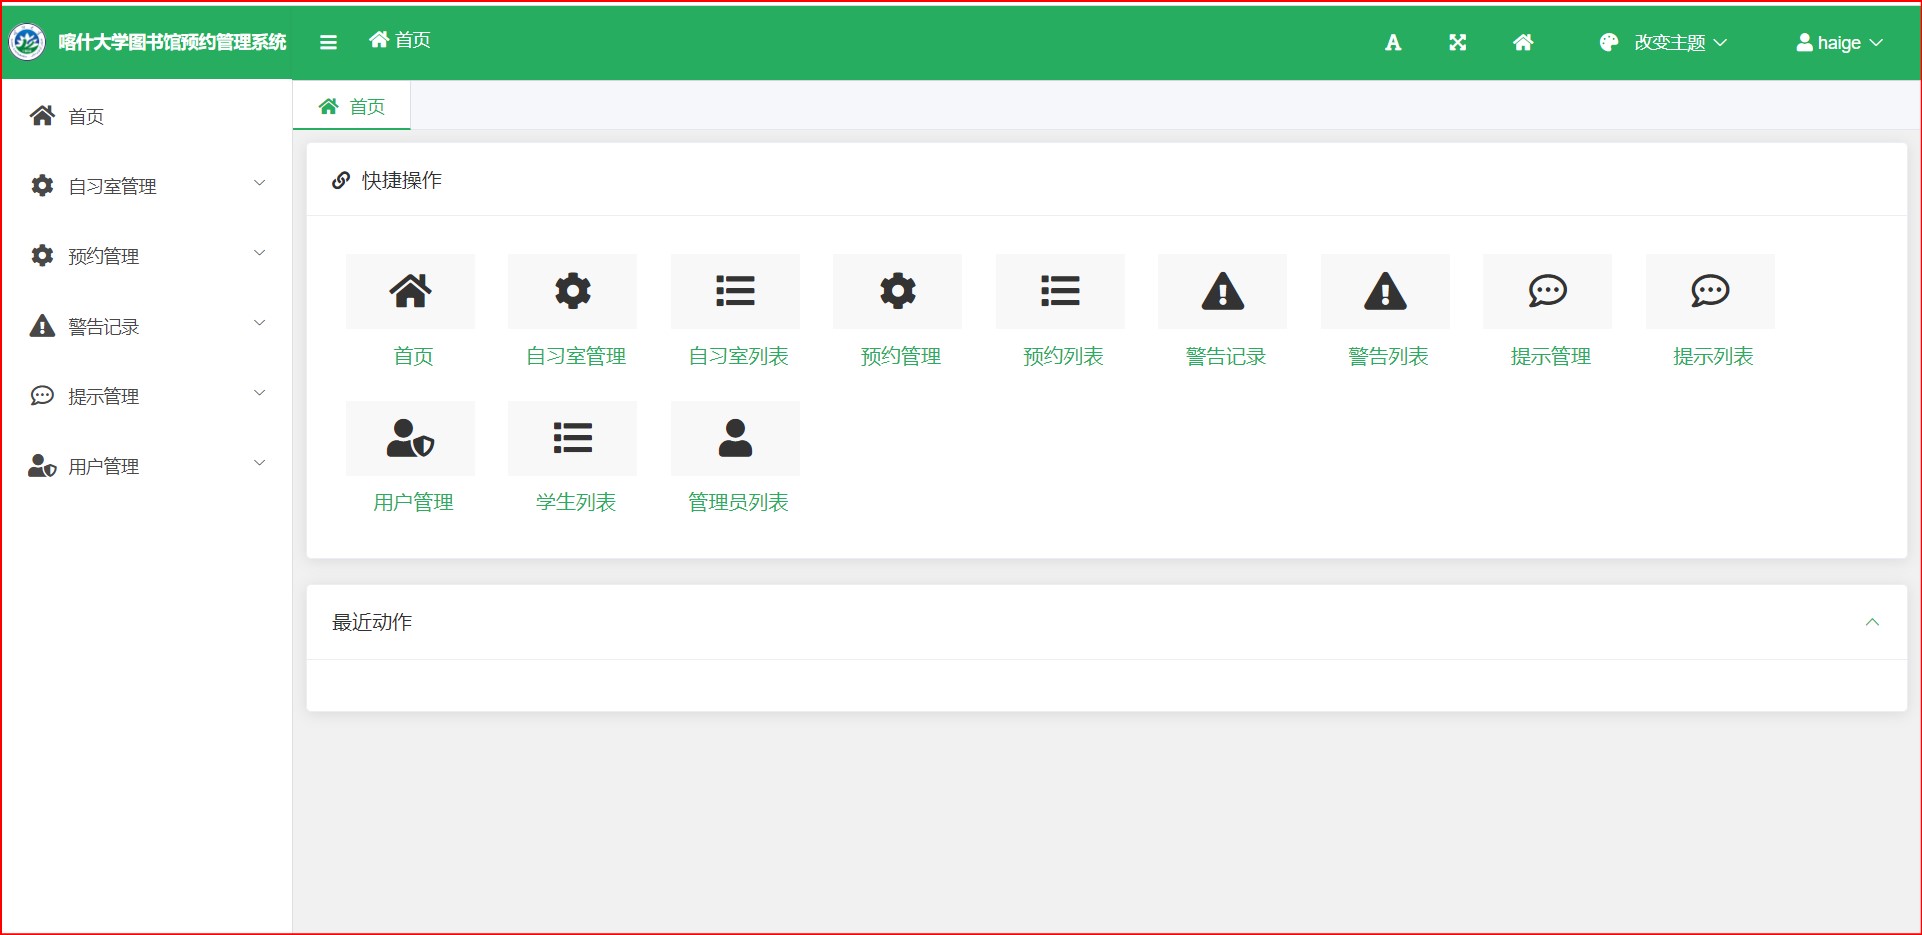 喀什大学图书馆预约管理系统
首页
改变主题
haige
首页
自习室管理
预约管理
警告记录
提示管理
用户管理
首页
快捷操作
首页
自习室管理
自习室列表
预约管理
预约列表
警告记录
警告列表
提示管理
提示列表
用户管理
学生列表
管理员列表
最近动作